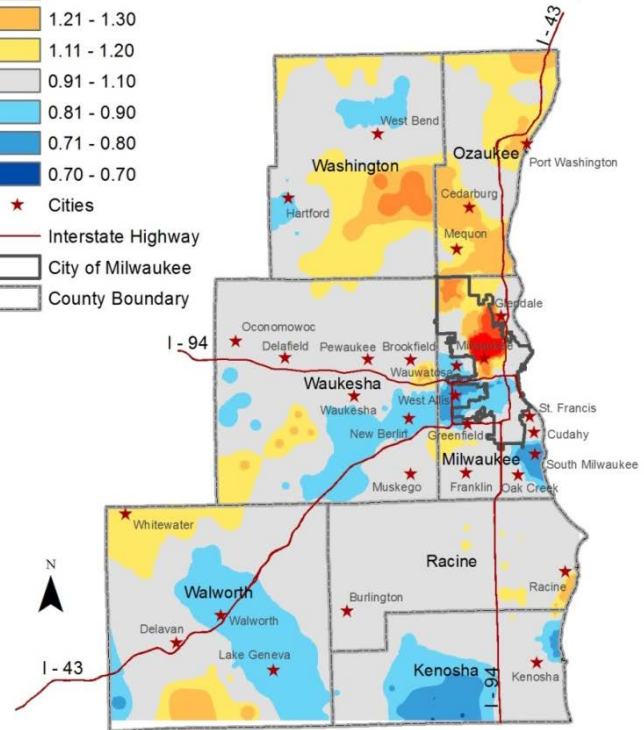 1.21 - 1.30
1.11 - 1.20
0.91 - 1.10
0.81 - 0.90
0.71 - 0.80
0.70 - 0.70
Cities
Interstate Highway
City of Milwaukee
County Boundary
I - 43
West Bend
Washington
Ozaukee
Port Washington
Hartford
Cedarburg
Mequon
Glendale
I - 94
Oconomowoc
Delafield
Pewaukee
Brookfield
Milwaukee
Wauwatosa
Waukesha
Waukesha
West Allis
St. Francis
New Berlin
Greenfield
Cudahy
Milwaukee
South Milwaukee
Muskego
Franklin
Oak Creek
Whitewater
N
Racine
Walworth
Racine
Burlington
Walworth
Delavan
Lake Geneva
Kenosha
Kenosha
I - 43
I - 94